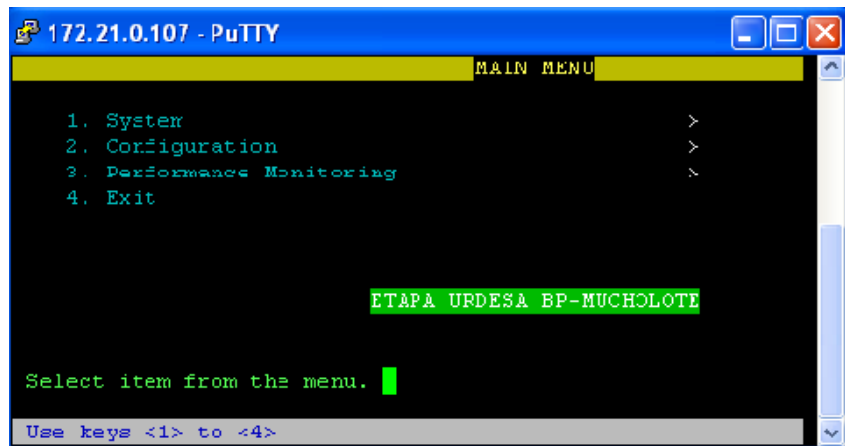 172.21.0.107 - PuTTY
MAIN MENU
1. System >
2. Configuration >
3. Performance Monitoring >
4. Exit
ETAPA URDESA BP-MUCHOLOTE
Select item from the menu.
Use keys <1> to <4>